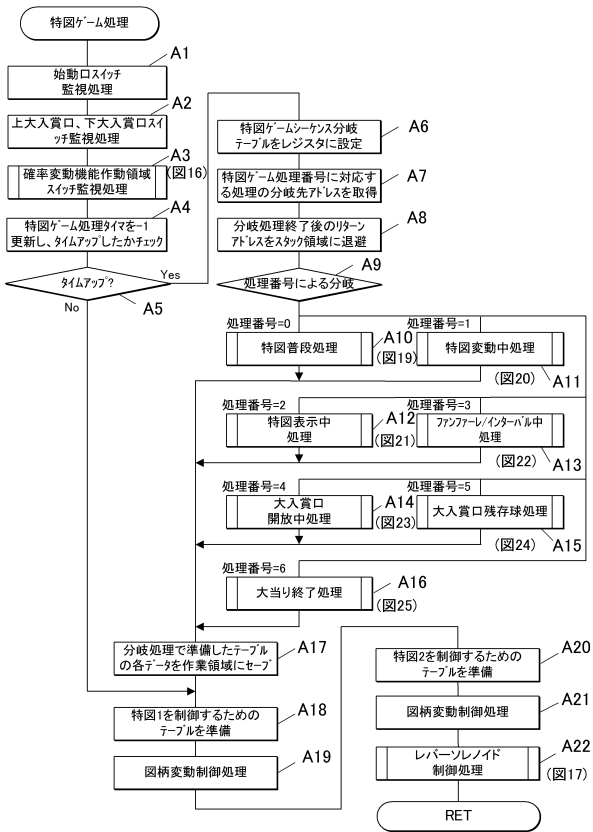 特図ゲーム処理
A1
始動口スイッチ
監視処理
A2
上大入賞口、下大入賞口スイ
ッチ監視処理
A3
確率変動機能作動領域
スイッチ監視処理
(図16)
A4
特図ゲーム処理タイマを-1
更新し、タイムアップしたかチェック
タイムアップ?
Yes
No
A5
特図ゲームシーケンス分岐
テーブルをレジスタに設定
A6
特図ゲーム処理番号に対応す
る処理の分岐先アドレスを取得
A7
分岐処理終了後のリターン
アドレスをスタック領域に退避
A8
処理番号による分岐
A9
処理番号=0
特図普段処理
A10
(図19)
処理番号=1
特図変動中処理
(図20)
A11
処理番号=2
特図表示中
処理
A12
(図21)
処理番号=3
ファンファーレ/インターバル中
処理
(図22)
A13
処理番号=4
大入賞口
開放中処理
A14
(図23)
処理番号=5
大入賞口残存球処理
(図24)
A15
処理番号=6
大当り終了処理
A16
(図25)
分岐処理で準備したテーブル
の各データを作業領域にセーブ
A17
特図1を制御するための
テーブルを準備
A18
図柄変動制御処理
A19
特図2を制御するための
テーブルを準備
A20
図柄変動制御処理
A21
レバーソレノイド
制御処理
A22
(図17)
RET